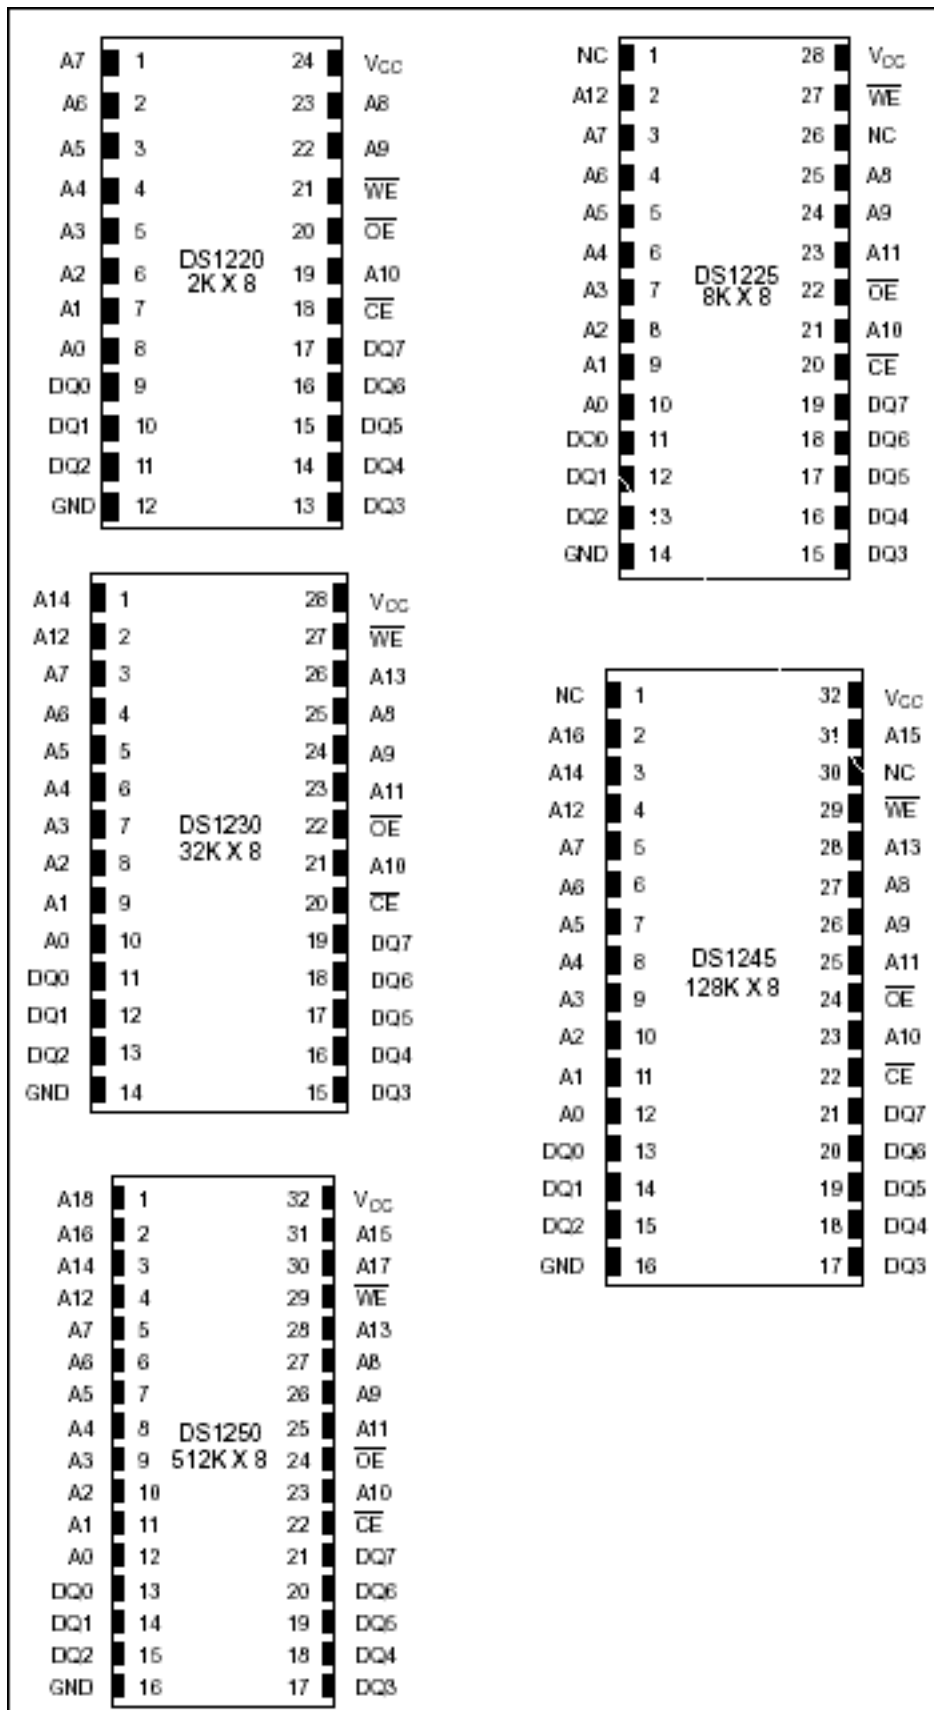 A7 1 24 VCC
A6 2 23 A8
A5 3 22 A9
A4 4 21 WE
A3 5 20 OE
DS1220
A2 6 19 A10
2K X 8
A1 7 18 CE
A0 8 17 DQ7
DQ0 9 16 DQ6
DQ1 10 15 DQ5
DQ2 11 14 DQ4
GND 12 13 DQ3
NC 1 28 VCC
A12 2 27 WE
A7 3 26 NC
A6 4 25 A8
A5 5 24 A9
A4 6 23 A11
DS1225
A3 7 22 OE
8K X 8
A2 8 21 A10
A1 9 20 CE
A0 10 19 DQ7
DQ0 11 18 DQ6
DQ1 12 17 DQ5
DQ2 13 16 DQ4
GND 14 15 DQ3
A14 1 28 VCC
A12 2 27 WE
A7 3 26 A13
A6 4 25 A8
A5 5 24 A9
A4 6 23 A11
A3 7 DS1230 22 OE
32K X 8
A2 8 21 A10
A1 9 20 CE
A0 10 19 DQ7
DQ0 11 18 DQ6
DQ1 12 17 DQ5
DQ2 13 16 DQ4
GND 14 15 DQ3
NC 1 32 VCC
A16 2 31 A15
A14 3 30 NC
A12 4 29 WE
A7 5 28 A13
A6 6 27 A8
A5 7 26 A9
A4 8 DS1245 25 A11
128K X 8
A3 9 24 OE
A2 10 23 A10
A1 11 22 CE
A0 12 21 DQ7
DQ0 13 20 DQ6
DQ1 14 19 DQ5
DQ2 15 18 DQ4
GND 16 17 DQ3
A18 1 32 VCC
A16 2 31 A15
A14 3 30 A17
A12 4 29 WE
A7 5 28 A13
A6 6 27 A8
A5 7 26 A9
A4 8 DS1250 25 A11
A3 9 512K X 8 24 OE
A2 10 23 A10
A1 11 22 CE
A0 12 21 DQ7
DQ0 13 20 DQ6
DQ1 14 19 DQ5
DQ2 15 18 DQ4
GND 16 17 DQ3